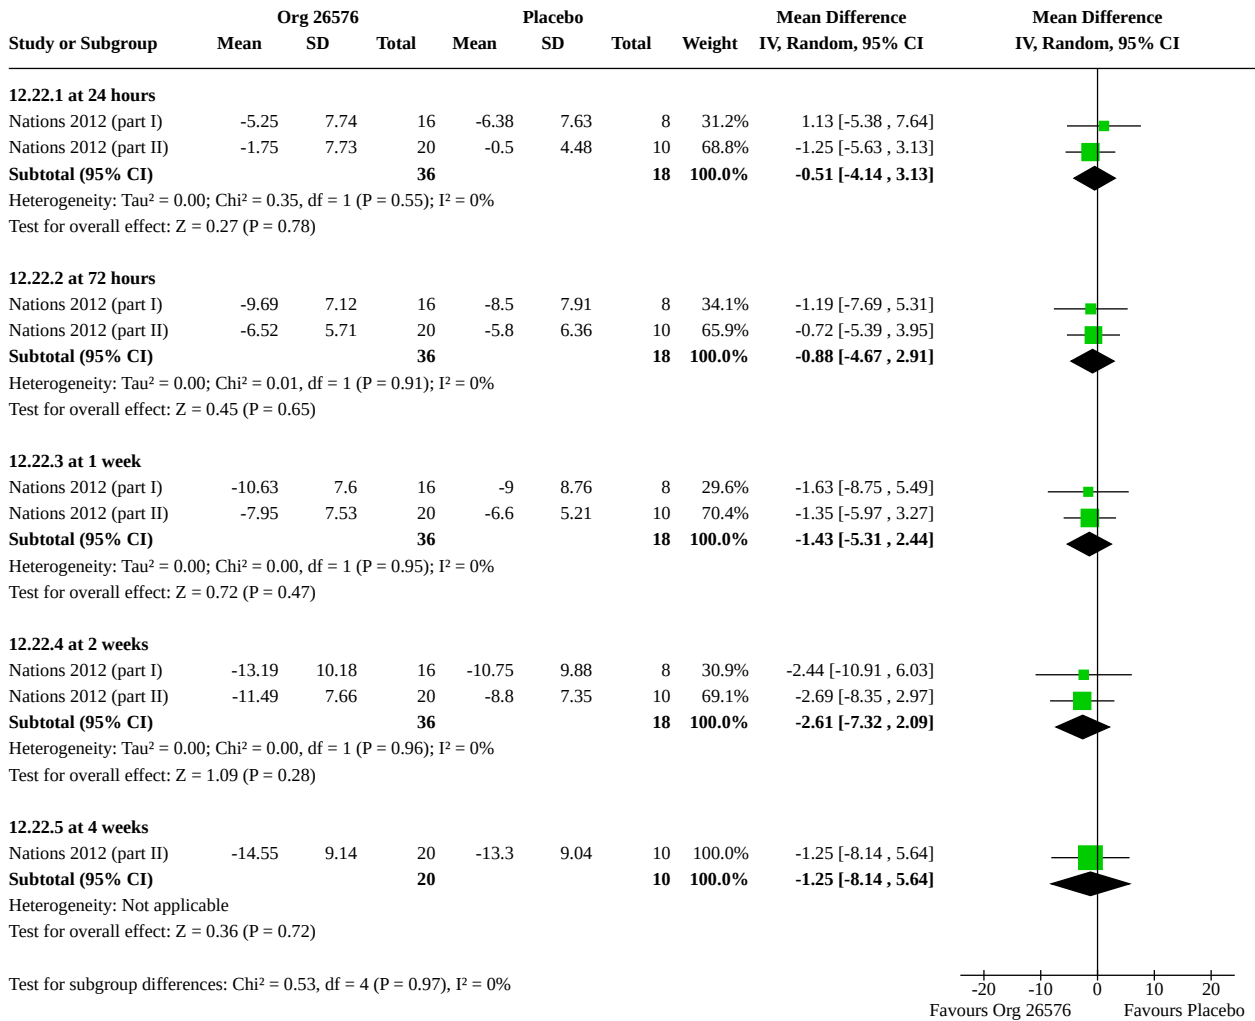 Org 26576 Placebo Mean Difference Mean Difference
Study or Subgroup Mean SD Total Mean SD Total Weight IV, Random, 95% CI IV, Random, 95% CI
12.22.1 at 24 hours
Nations 2012 (part I) -5.25 7.74 16 -6.38 7.63 8 31.2% 1.13 [-5.38 , 7.64]
Nations 2012 (part II) -1.75 7.73 20 -0.5 4.48 10 68.8% -1.25 [-5.63 , 3.13]
Subtotal (95% CI) 36 18 100.0% -0.51 [-4.14 , 3.13]
Heterogeneity: Tau² = 0.00; Chi² = 0.35, df = 1 (P = 0.55); I² = 0%
Test for overall effect: Z = 0.27 (P = 0.78)
12.22.2 at 72 hours
Nations 2012 (part I) -9.69 7.12 16 -8.5 7.91 8 34.1% -1.19 [-7.69 , 5.31]
Nations 2012 (part II) -6.52 5.71 20 -5.8 6.36 10 65.9% -0.72 [-5.39 , 3.95]
Subtotal (95% CI) 36 18 100.0% -0.88 [-4.67 , 2.91]
Heterogeneity: Tau² = 0.00; Chi² = 0.01, df = 1 (P = 0.91); I² = 0%
Test for overall effect: Z = 0.45 (P = 0.65)
12.22.3 at 1 week
Nations 2012 (part I) -10.63 7.6 16 -9 8.76 8 29.6% -1.63 [-8.75 , 5.49]
Nations 2012 (part II) -7.95 7.53 20 -6.6 5.21 10 70.4% -1.35 [-5.97 , 3.27]
Subtotal (95% CI) 36 18 100.0% -1.43 [-5.31 , 2.44]
Heterogeneity: Tau² = 0.00; Chi² = 0.00, df = 1 (P = 0.95); I² = 0%
Test for overall effect: Z = 0.72 (P = 0.47)
12.22.4 at 2 weeks
Nations 2012 (part I) -13.19 10.18 16 -10.75 9.88 8 30.9% -2.44 [-10.91 , 6.03]
Nations 2012 (part II) -11.49 7.66 20 -8.8 7.35 10 69.1% -2.69 [-8.35 , 2.97]
Subtotal (95% CI) 36 18 100.0% -2.61 [-7.32 , 2.09]
Heterogeneity: Tau² = 0.00; Chi² = 0.00, df = 1 (P = 0.96); I² = 0%
Test for overall effect: Z = 1.09 (P = 0.28)
12.22.5 at 4 weeks
Nations 2012 (part II) -14.55 9.14 20 -13.3 9.04 10 100.0% -1.25 [-8.14 , 5.64]
Subtotal (95% CI) 20 10 100.0% -1.25 [-8.14 , 5.64]
Heterogeneity: Not applicable
Test for overall effect: Z = 0.36 (P = 0.72)
Test for subgroup differences: Chi² = 0.53, df = 4 (P = 0.97), I² = 0%
-20 -10 0 10 20
Favours Org 26576 Favours Placebo